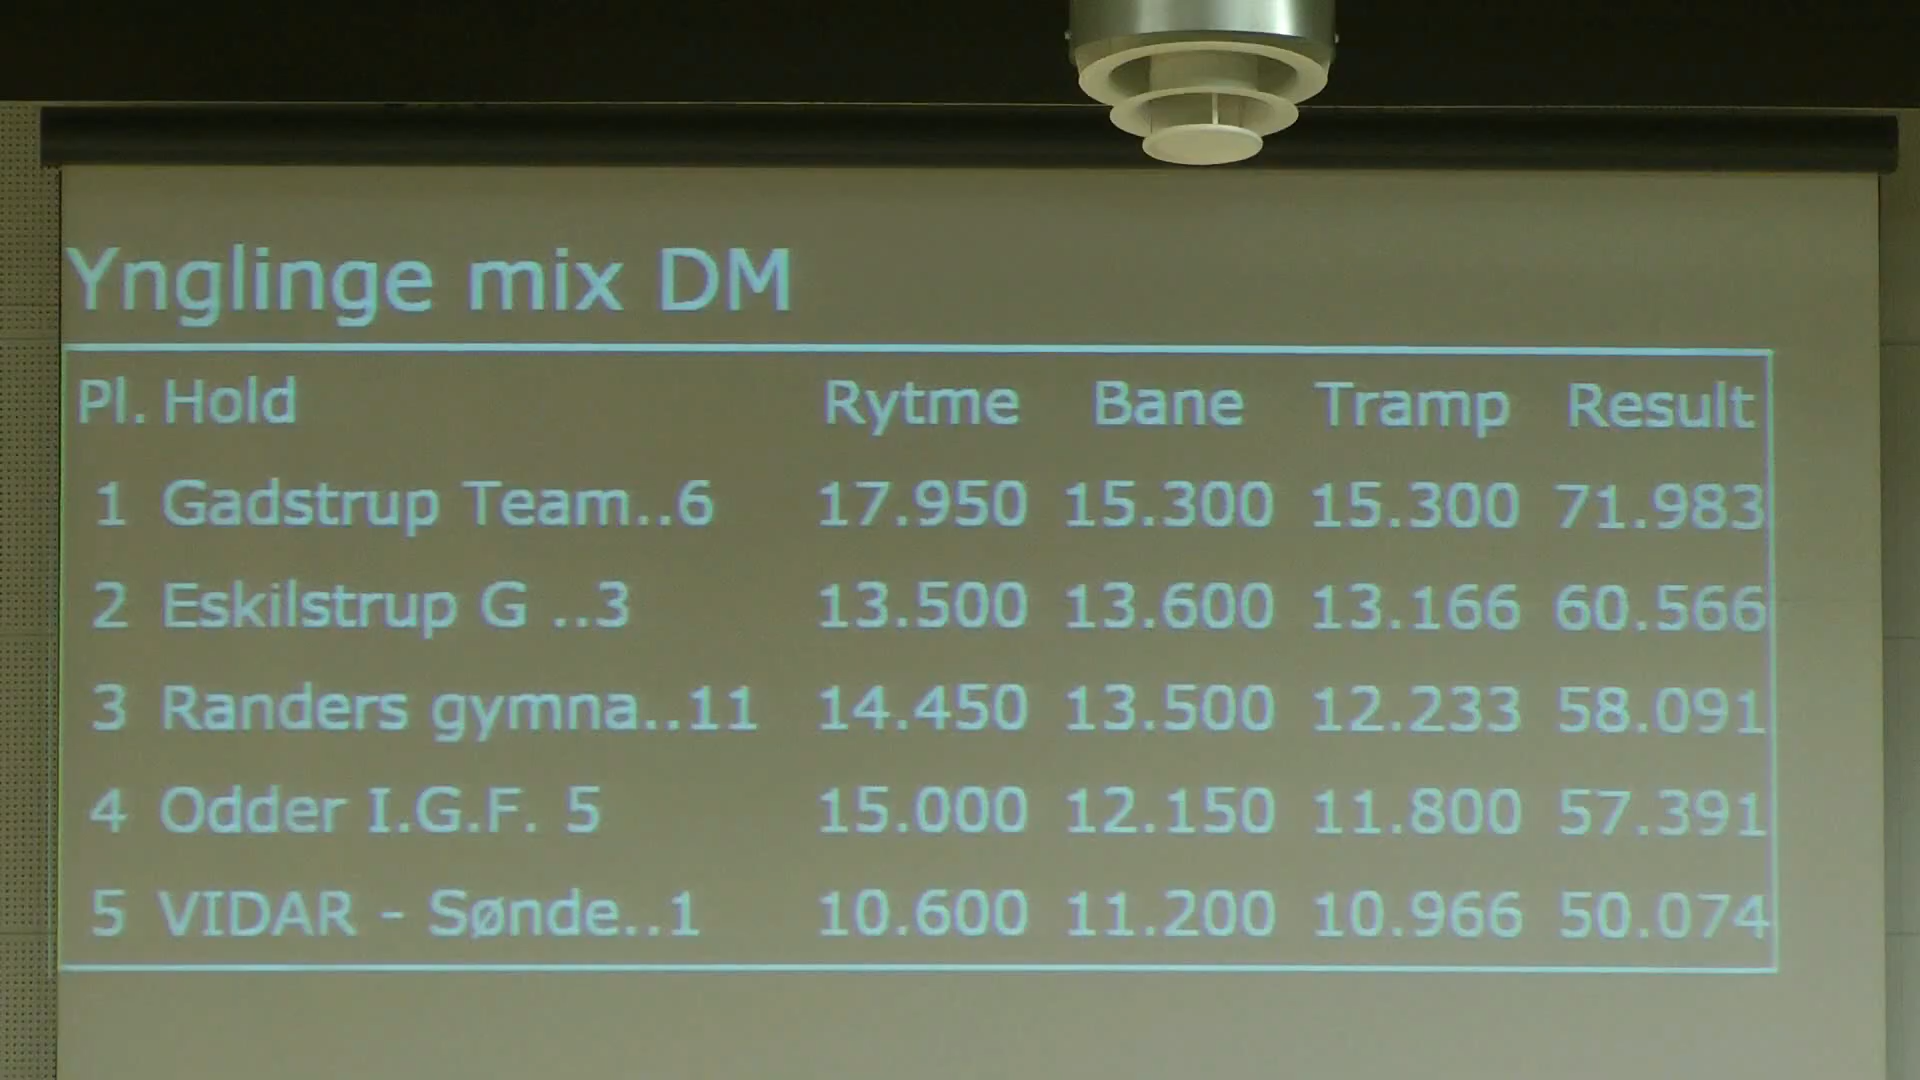 Ynglinge mix DM
Pl. Hold Rytme Bane Tramp Result
1 Gadstrup Team..6 17.950 15.300 15.300 71.983
2 Eskilstrup G ..3 13.500 13.600 13.166 60.566
3 Randers gymna..11 14.450 13.500 12.233 58.091
4 Odder I.G.F. 5 15.000 12.150 11.800 57.391
5 VIDAR - Sønde..1 10.600 11.200 10.966 50.074